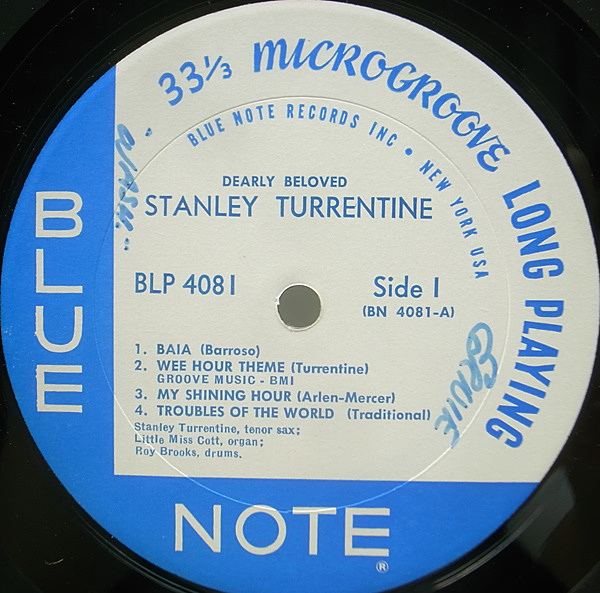 33⅓ MICROGROOVE LONG PLAYING
BLUE NOTE RECORDS INC • NEW YORK USA
DEARLY BELOVED
STANLEY TURRENTINE
BLP 4081
Side 1
(BN 4081-A)
1. BAIA (Barroso)
2. WEE HOUR THEME (Turrentine)
GROOVE MUSIC - BMI
3. MY SHINING HOUR (Arlen-Mercer)
4. TROUBLES OF THE WORLD (Traditional)
Stanley Turrentine, tenor sax;
Little Miss Cott, organ;
Roy Brooks, drums.
BLUE
NOTE
®